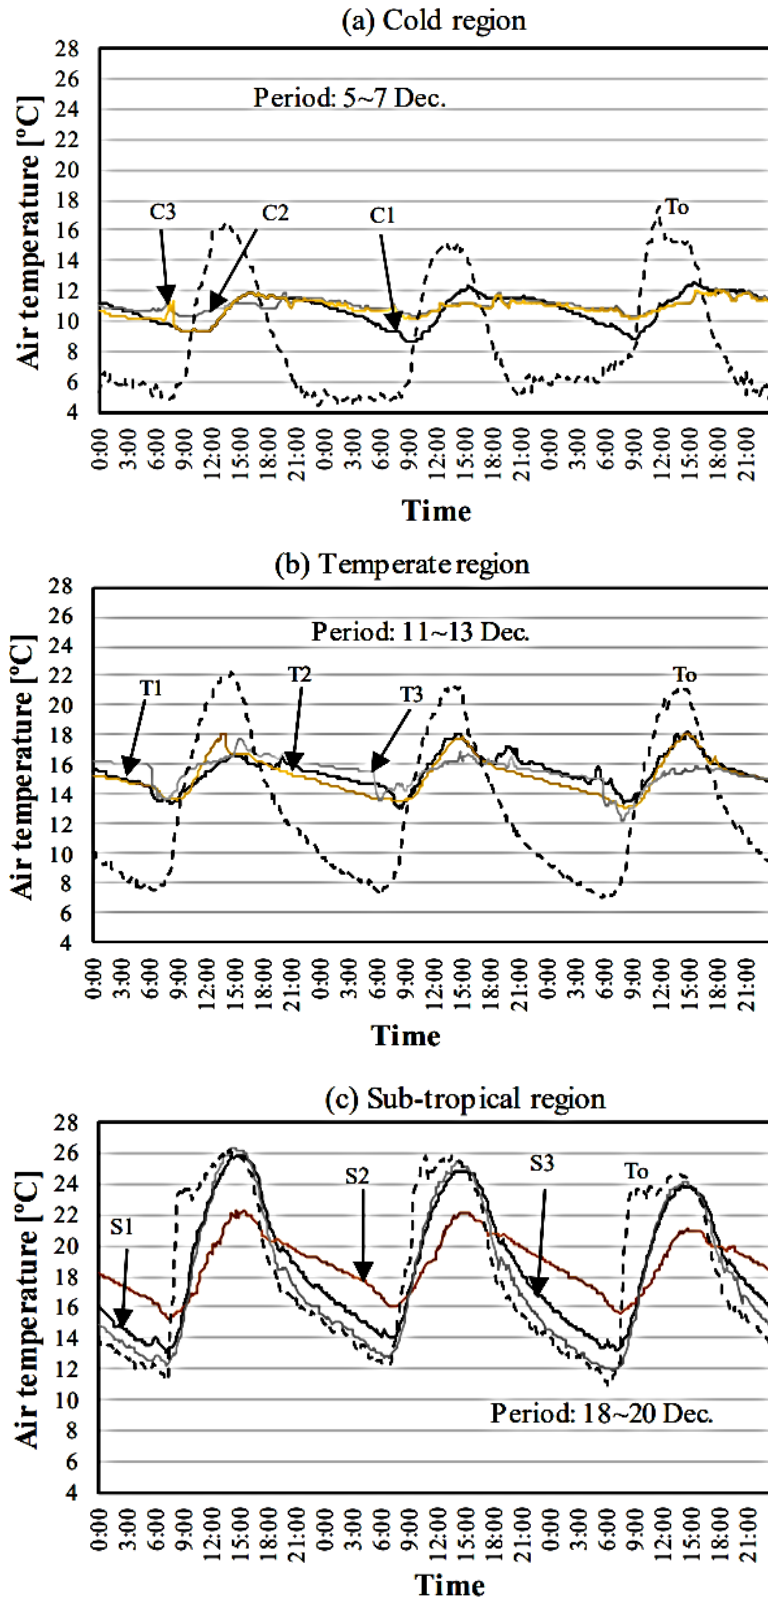 (a) Cold region
28
26
24
22
20
18
16
14
12
10
8
6
4
Air temperature [ºC]
Period: 5~7 Dec.
C3
C2
C1
To
0:00 3:00 6:00 9:00 12:00 15:00 18:00 21:00 0:00 3:00 6:00 9:00 12:00 15:00 18:00 21:00 0:00 3:00 6:00 9:00 12:00 15:00 18:00 21:00
Time
(b) Temperate region
28
26
24
22
20
18
16
14
12
10
8
6
4
Air temperature [ºC]
Period: 11~13 Dec.
T1
T2
T3
To
0:00 3:00 6:00 9:00 12:00 15:00 18:00 21:00 0:00 3:00 6:00 9:00 12:00 15:00 18:00 21:00 0:00 3:00 6:00 9:00 12:00 15:00 18:00 21:00
Time
(c) Sub-tropical region
28
26
24
22
20
18
16
14
12
10
8
6
4
Air temperature [ºC]
S1
S2
S3
To
Period: 18~20 Dec.
0:00 3:00 6:00 9:00 12:00 15:00 18:00 21:00 0:00 3:00 6:00 9:00 12:00 15:00 18:00 21:00 0:00 3:00 6:00 9:00 12:00 15:00 18:00 21:00
Time